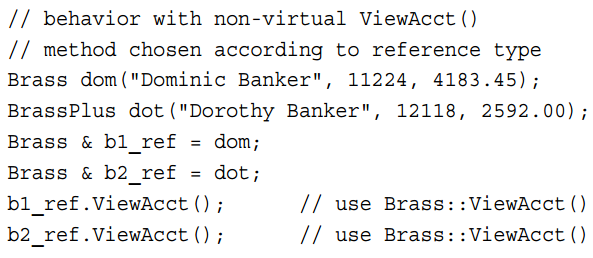 // behavior with non-virtual ViewAcct()
// method chosen according to reference type
Brass dom("Dominic Banker", 11224, 4183.45);
BrassPlus dot("Dorothy Banker", 12118, 2592.00);
Brass & b1_ref = dom;
Brass & b2_ref = dot;
b1_ref.ViewAcct();      // use Brass::ViewAcct()
b2_ref.ViewAcct();      // use Brass::ViewAcct()